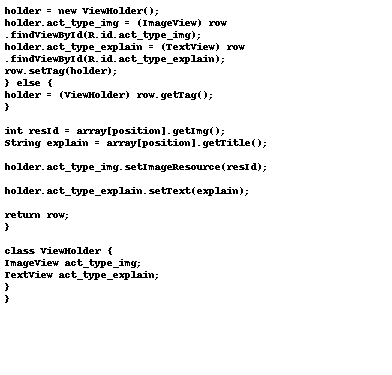 holder = new ViewHolder();
holder.act_type_img = (ImageView) row
.findViewById(R.id.act_type_img);
holder.act_type_explain = (TextView) row
.findViewById(R.id.act_type_explain);
row.setTag(holder);
} else {
holder = (ViewHolder) row.getTag();
}

int resId = array[position].getImg();
String explain = array[position].getTitle();

holder.act_type_img.setImageResource(resId);

holder.act_type_explain.setText(explain);

return row;
}

class ViewHolder {
ImageView act_type_img;
TextView act_type_explain;
}
}